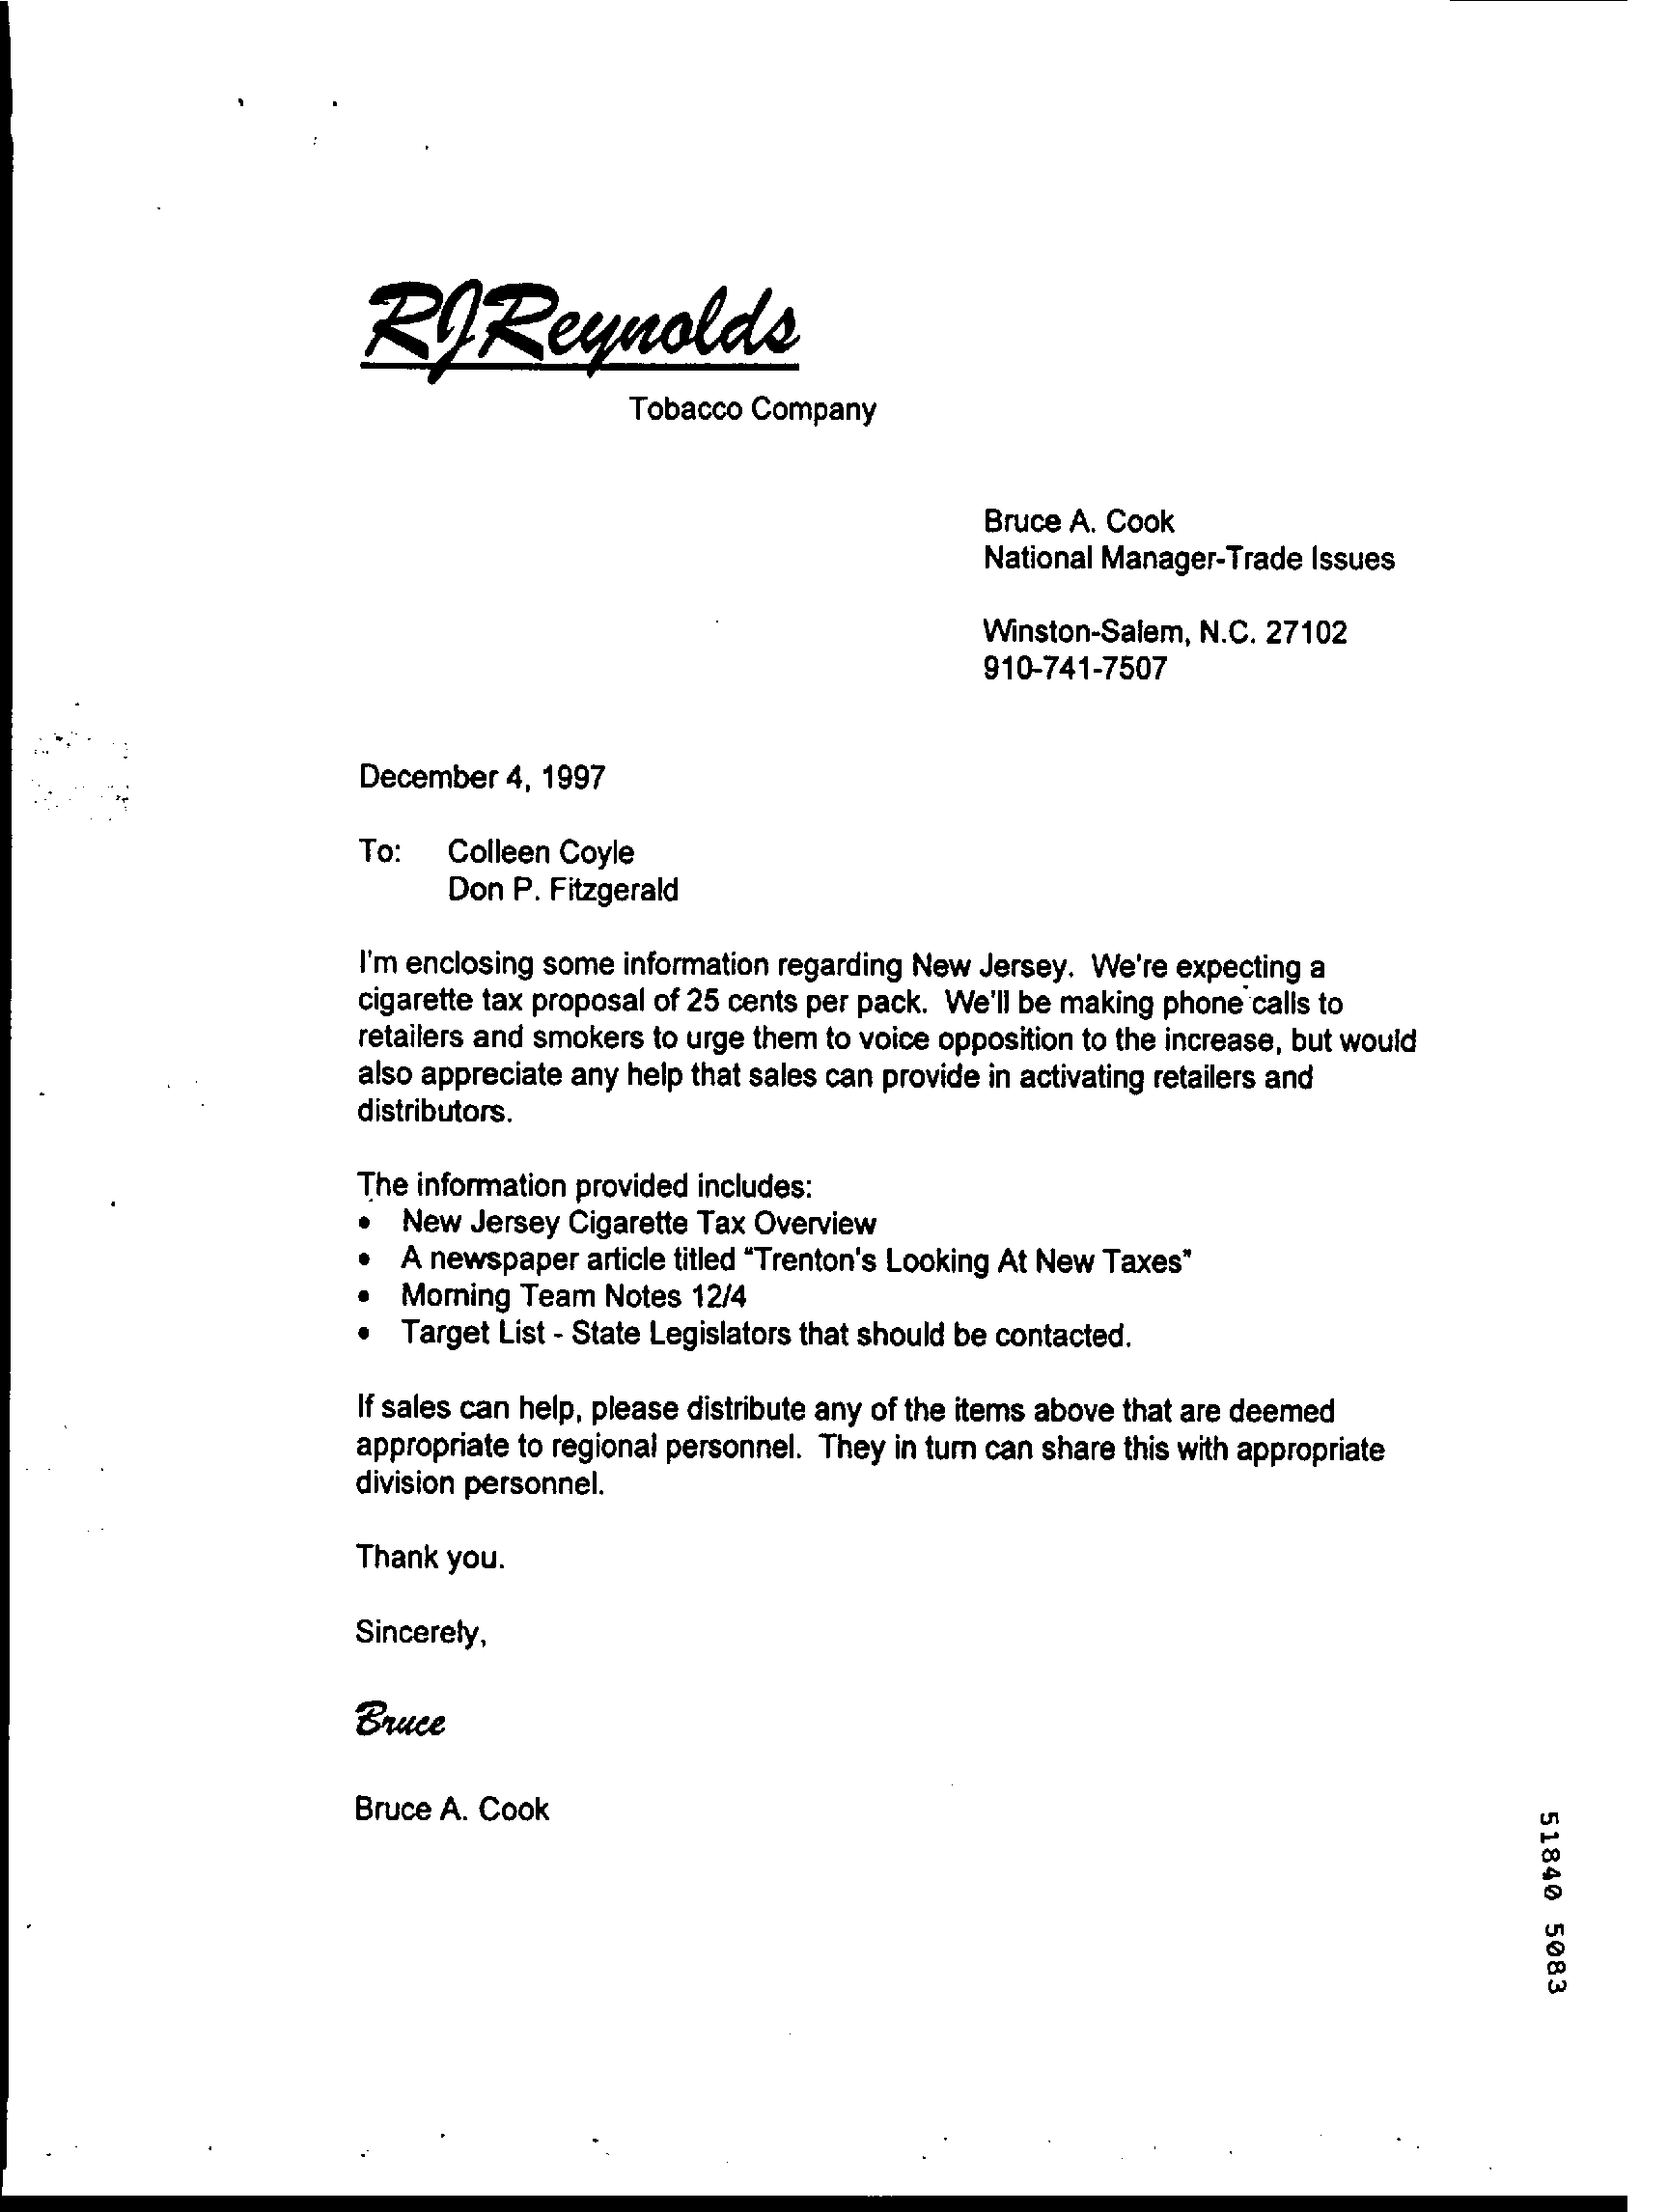 RJReynolds
Tobacco Company
Bruce A. Cook
National Manager-Trade Issues
Winston-Salem, N.C. 27102
910-741-7507
December 4, 1997
To: Colleen Coyle
Don P. Fitzgerald
I'm enclosing some information regarding New Jersey. We're expecting a
cigarette tax proposal of 25 cents per pack. We'll be making phone calls to
retailers and smokers to urge them to voice opposition to the increase, but would
also appreciate any help that sales can provide in activating retailers and
distributors.
The information provided includes:
• New Jersey Cigarette Tax Overview
• A newspaper article titled "Trenton's Looking At New Taxes"
• Morning Team Notes 12/4
• Target List - State Legislators that should be contacted.
If sales can help, please distribute any of the items above that are deemed
appropriate to regional personnel. They in turn can share this with appropriate
division personnel.
Thank you.
Sincerely,
Bruce
Bruce A. Cook
51840 5083